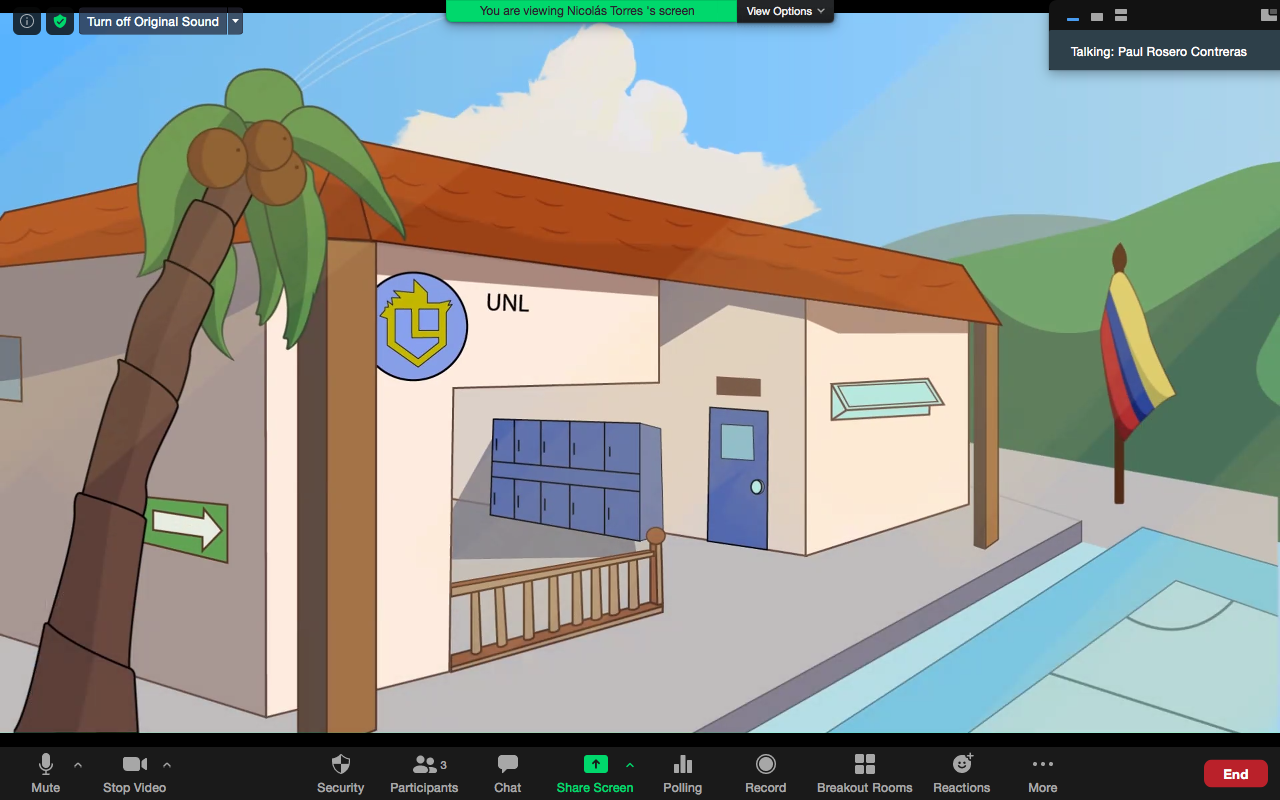 Turn off Original Sound
You are viewing Nicolás Torres 's screen
View Options
Talking: Paul Rosero Contreras
UNL
Mute
Stop Video
Security
3
Participants
Chat
Share Screen
Polling
Record
Breakout Rooms
Reactions
More
End